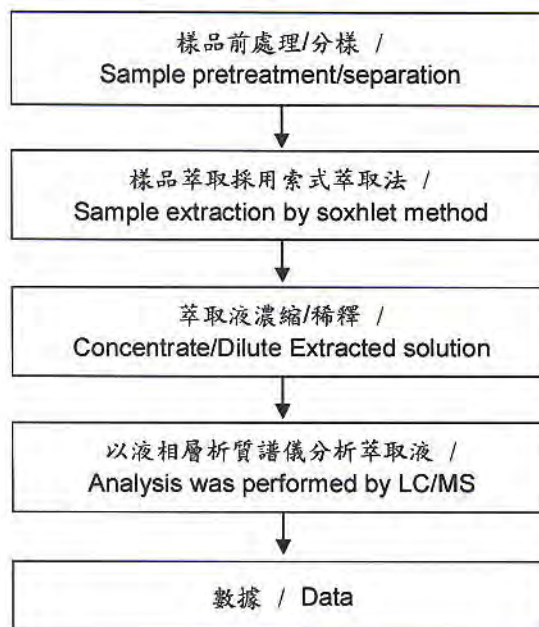 樣品前處理/分樣 /
Sample pretreatment/separation
樣品萃取採用索式萃取法 /
Sample extraction by soxhlet method
萃取液濃縮/稀釋 /
Concentrate/Dilute Extracted solution
以液相層析質譜儀分析萃取液 /
Analysis was performed by LC/MS
數據 / Data